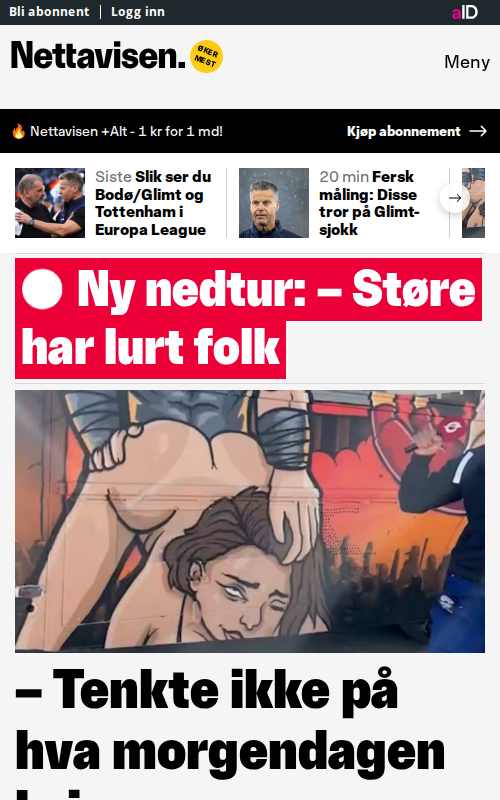 Bli abonnent
Logg inn
aID
Nettavisen.
ØKER
MEST
Meny
🔥 Nettavisen +Alt - 1 kr for 1 md!
Kjøp abonnement
Siste Slik ser du
Bodø/Glimt og
Tottenham i
Europa League
20 min Fersk
måling: Disse
tror på Glimt-
sjokk
Ny nedtur: – Støre
har lurt folk
– Tenkte ikke på
hva morgendagen